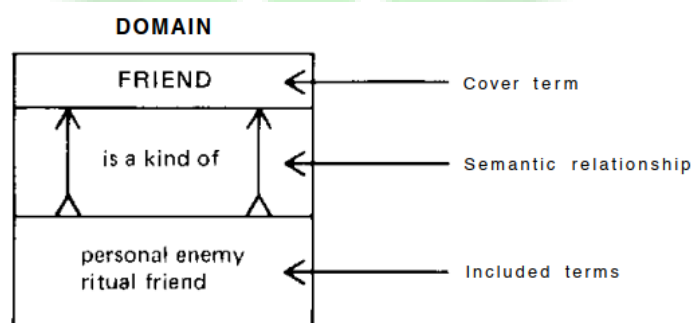 DOMAIN
FRIEND
Cover term
is a kind of
Semantic relationship
personal enemy
ritual friend
Included terms